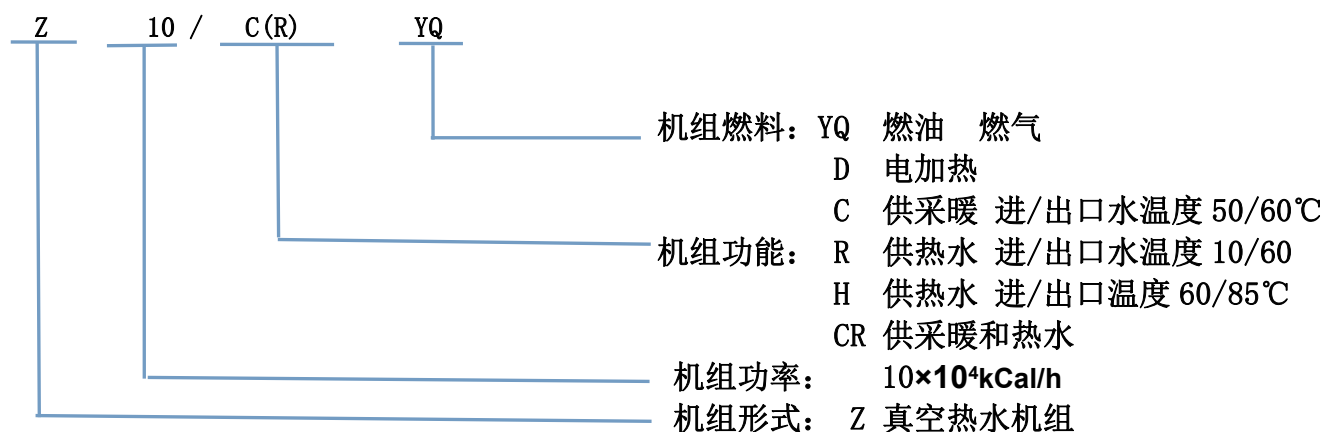 Z 10 / C(R) YQ
机组燃料：YQ 燃油 燃气
D 电加热
C 供采暖 进/出口水温度 50/60℃
机组功能： R 供热水 进/出口水温度 10/60
H 供热水 进/出口温度 60/85℃
CR 供采暖和热水
机组功率： 10×10⁴kCal/h
机组形式： Z 真空热水机组